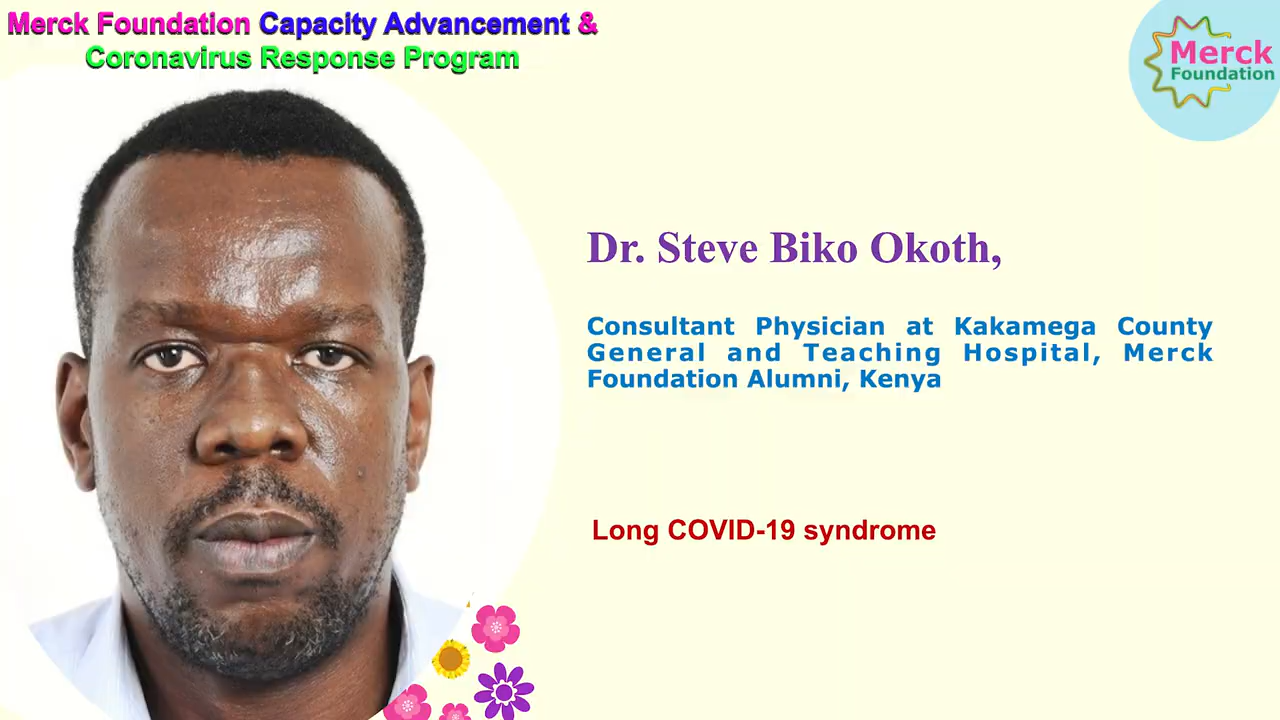 Merck Foundation Capacity Advancement &
Coronavirus Response Program
Merck
Foundation
Dr. Steve Biko Okoth,
Consultant Physician at Kakamega County
General and Teaching Hospital, Merck
Foundation Alumni, Kenya
Long COVID-19 syndrome